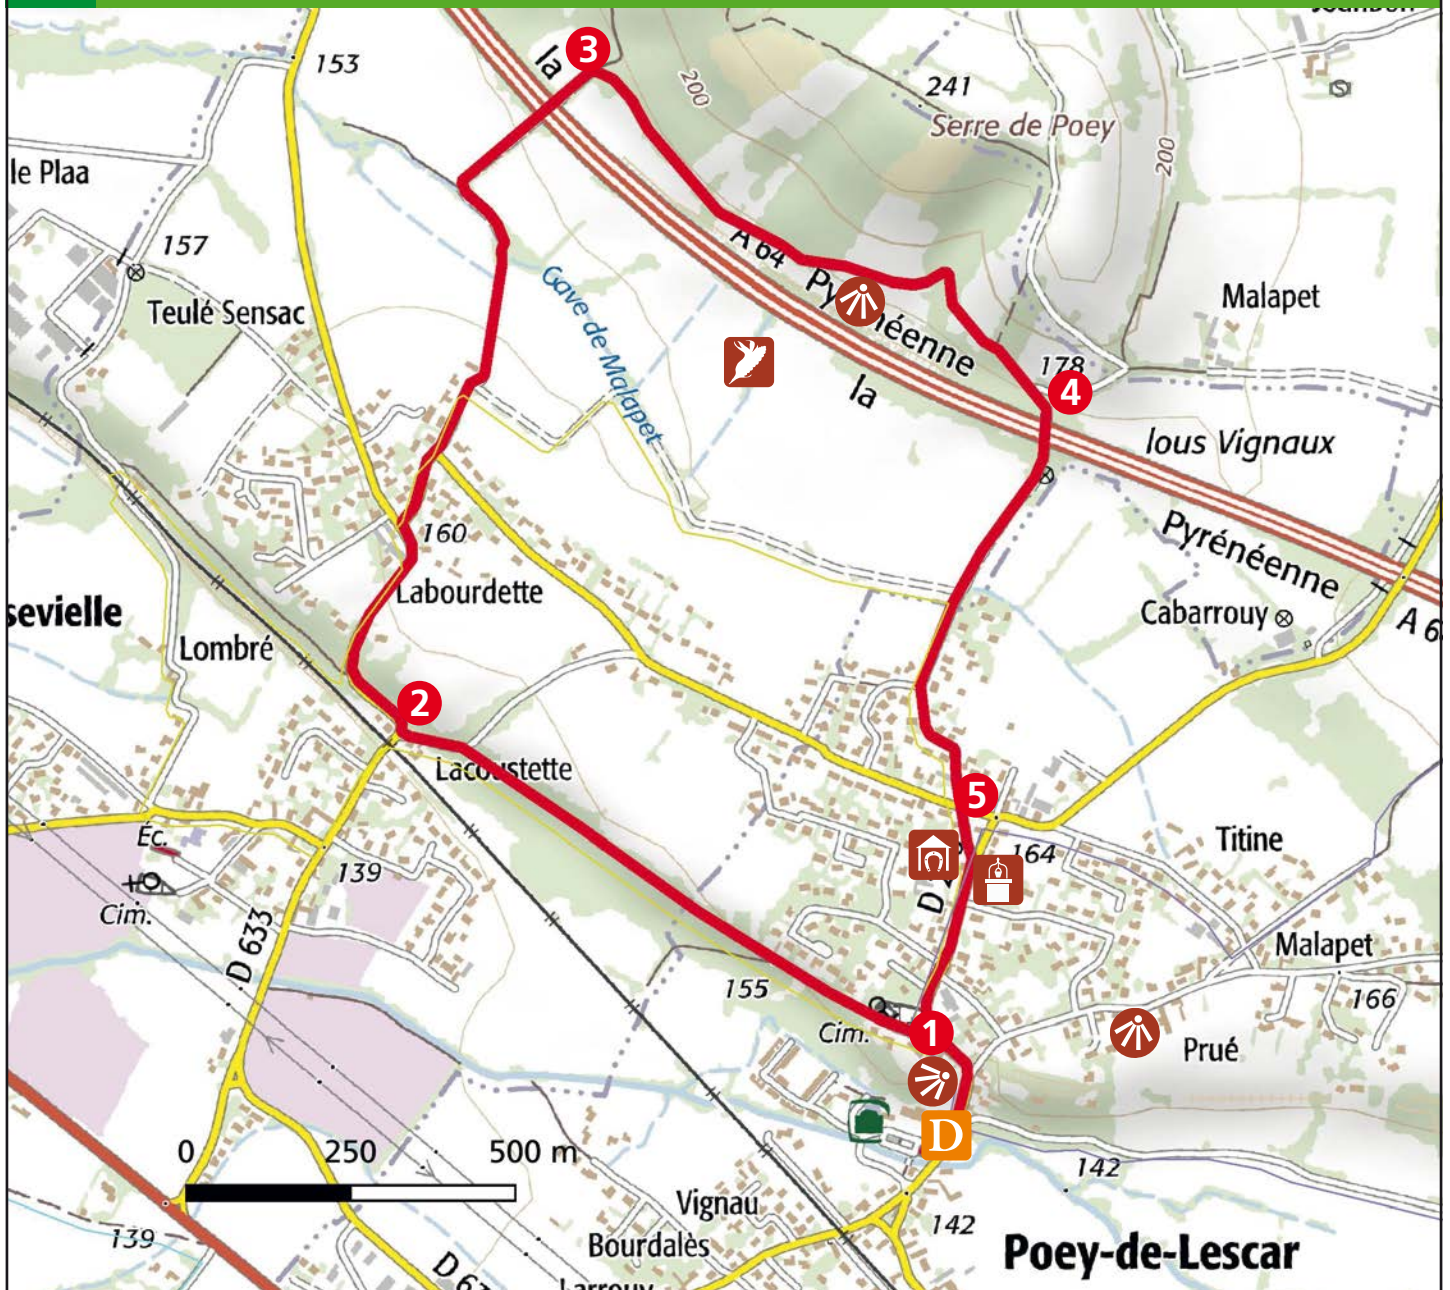 la
3
153
200
241
Serre de Poey
200
le Plaa
157
A 64
Teulé Sensac
Gave de Malapet
Malapet
178
4
la
lous Vignaux
160
Labourdette
Pyrénéenne
Cabarrouy
A 6
sevielle
Lombré
2
Lacoustette
5
Éc.
139
164
Titine
Cim.
D 633
D
Malapet
155
Cim.
166
1
Prué
D
0 250 500 m
142
Vignau
142
139
Bourdalès
Poey-de-Lescar